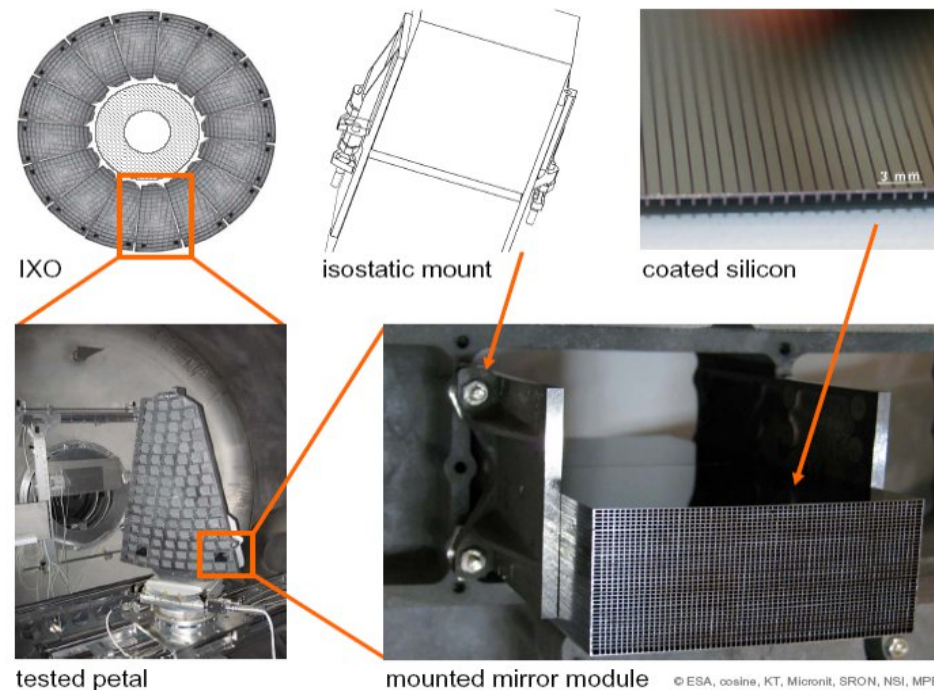 3 mm
IXO
isostatic mount
coated silicon
tested petal
mounted mirror module
© ESA, cosine, KT, Micronit, SRON, NSI, MPE